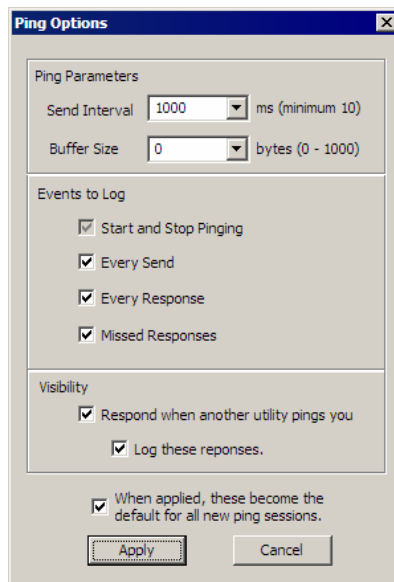 Ping Options
Ping Parameters
Send Interval 1000 ms (minimum 10)
Buffer Size 0 bytes (0 - 1000)
Events to Log
Start and Stop Pinging
Every Send
Every Response
Missed Responses
Visibility
Respond when another utility pings you
Log these reponses.
When applied, these become the
default for all new ping sessions.
Apply Cancel